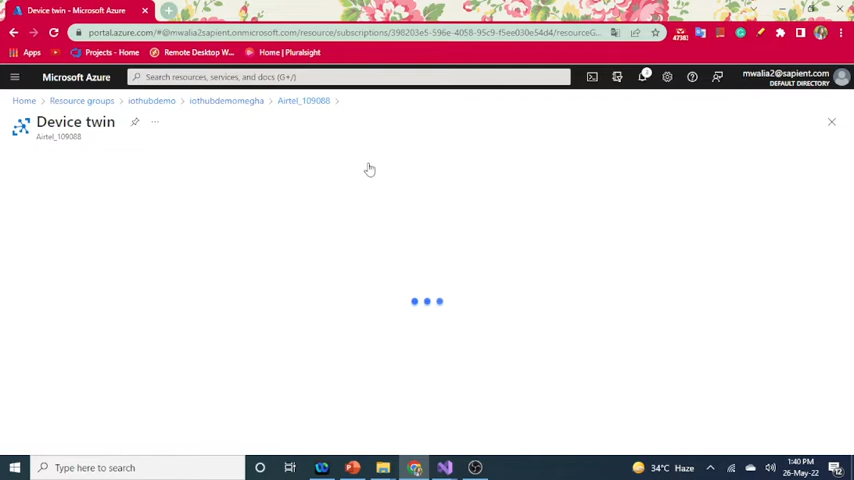 Device twin - Microsoft Azure
portal.azure.com/#@mwalia2sapient.onmicrosoft.com/resource/subscriptions/398203e5-596e-4058-95c9-f5ee030e54d4/resourceG...
47383
Apps
Projects - Home
Remote Desktop W...
Home | Pluralsight
Microsoft Azure
Search resources, services, and docs (G+/)
2
mwalia2@sapient.com
DEFAULT DIRECTORY
Home > Resource groups > iothubdemo > iothubdemomegha > Airtel_109088 >
Device twin
...
Airtel_109088
Type here to search
34°C Haze
1:40 PM
26-May-22
12